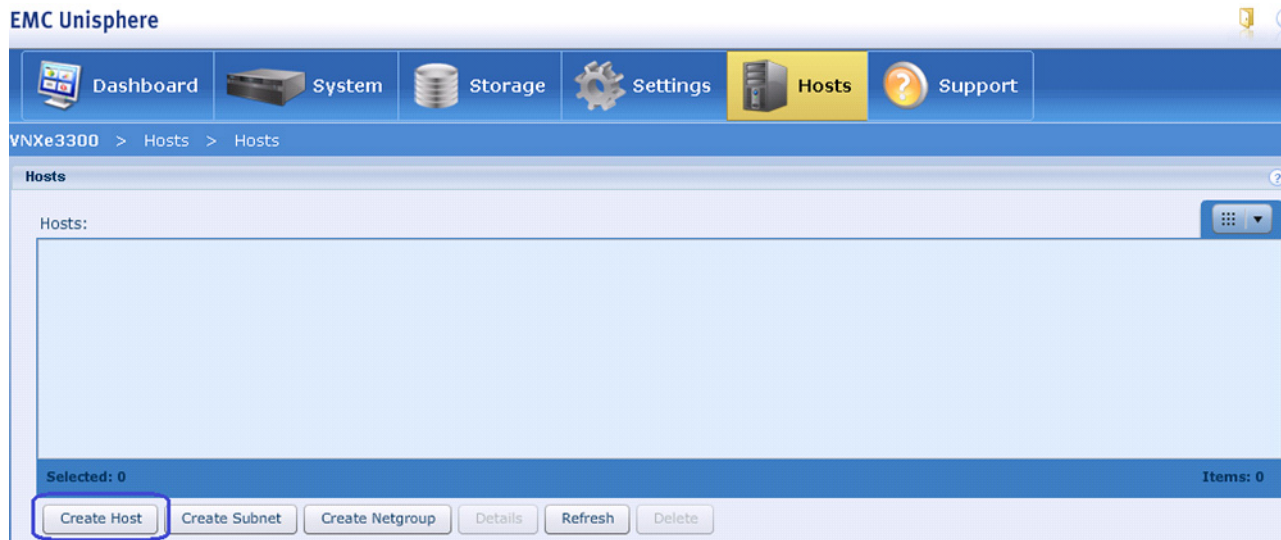 EMC Unisphere
Dashboard System Storage Settings Hosts ? Support
VNXe3300 > Hosts > Hosts
Hosts ?
Hosts:
Selected: 0 Items: 0
Create Host Create Subnet Create Netgroup Details Refresh Delete